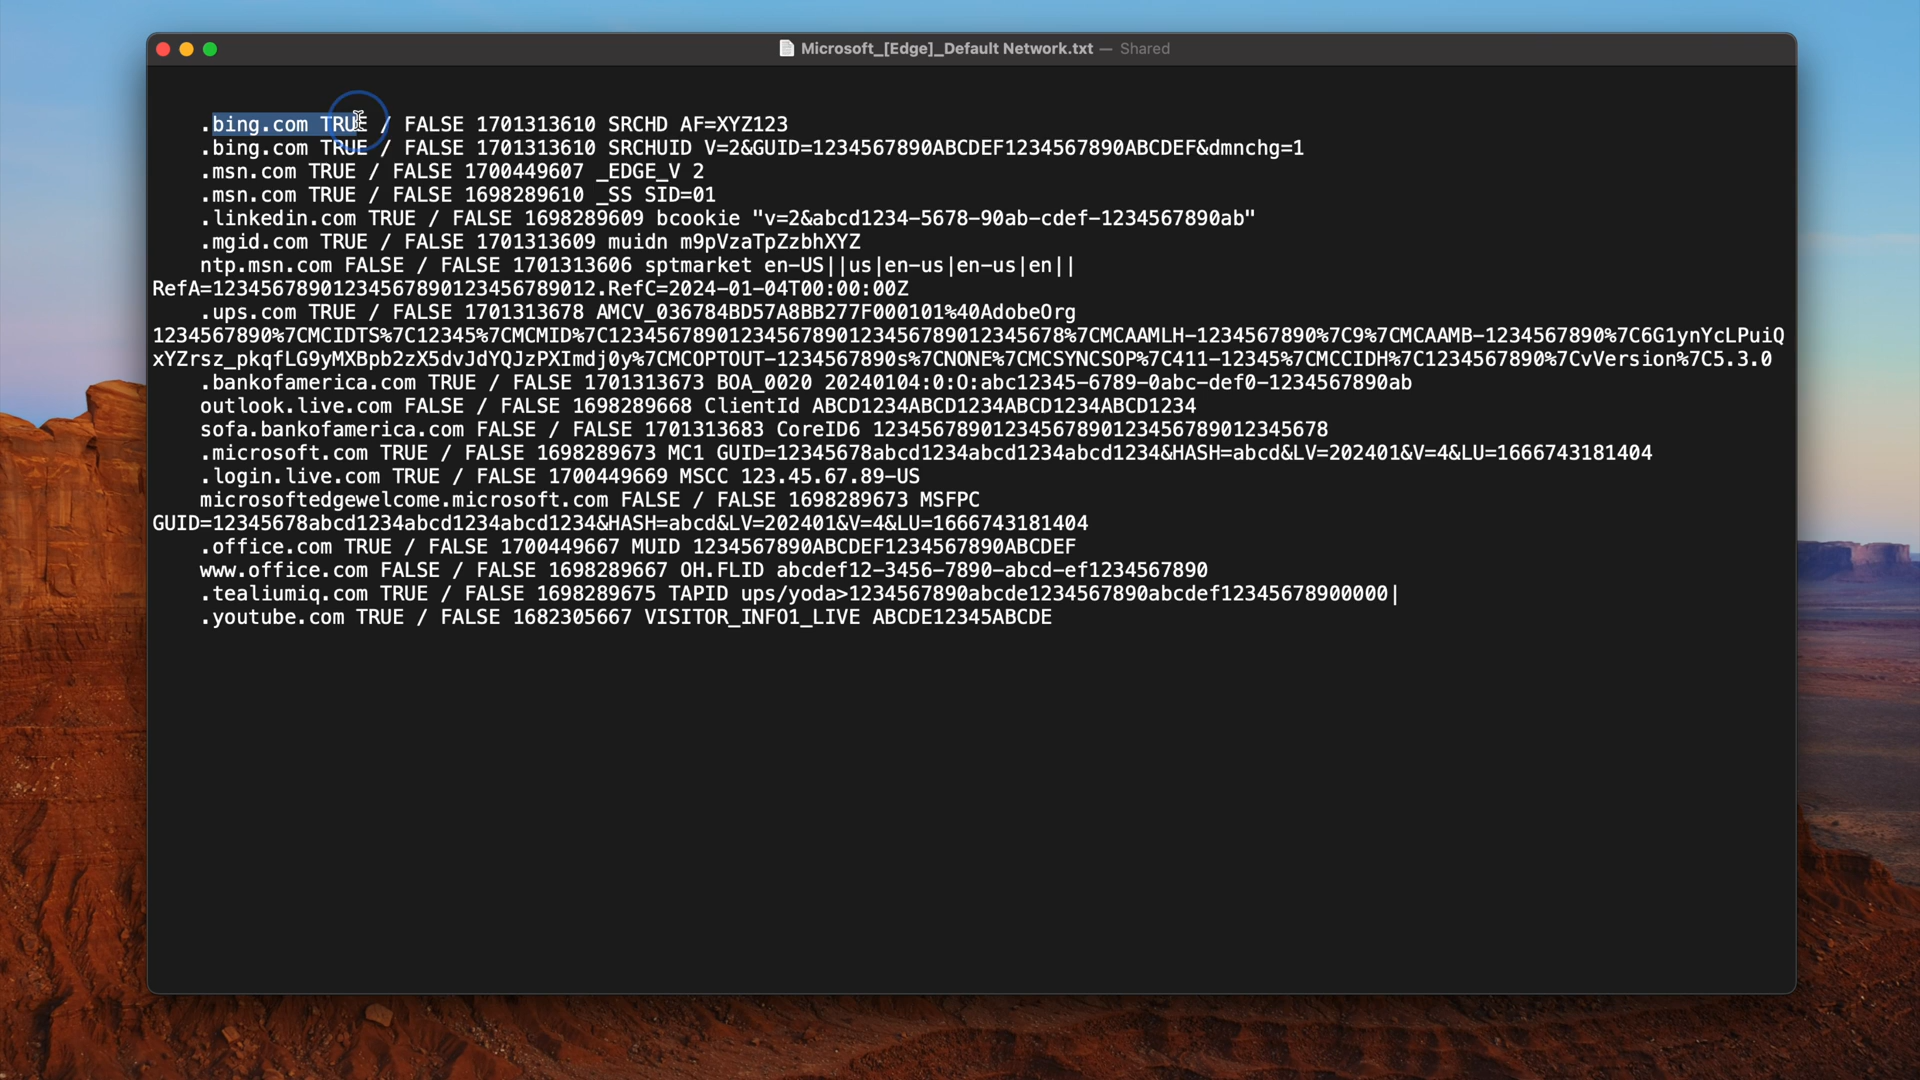 Microsoft_[Edge]_Default Network.txt — Shared
.bing.com TRUE / FALSE 1701313610 SRCHD AF=XYZ123
.bing.com TRUE / FALSE 1701313610 SRCHUID V=2&GUID=1234567890ABCDEF1234567890ABCDEF&dmnchg=1
.msn.com TRUE / FALSE 1700449607 _EDGE_V 2
.msn.com TRUE / FALSE 1698289610 _SS SID=01
.linkedin.com TRUE / FALSE 1698289609 bcookie "v=2&abcd1234-5678-90ab-cdef-1234567890ab"
.mgid.com TRUE / FALSE 1701313609 muidn m9pVzaTpZzbhXYZ
ntp.msn.com FALSE / FALSE 1701313606 sptmarket en-US||us|en-us|en-us|en||
RefA=12345678901234567890123456789012.RefC=2024-01-04T00:00:00Z
.ups.com TRUE / FALSE 1701313678 AMCV_036784BD57A8BB277F000101%40AdobeOrg
1234567890%7CMCIDTS%7C12345%7CMCMID%7C12345678901234567890123456789012345678%7CMCAAMLH-1234567890%7C9%7CMCAAMB-1234567890%7C6G1ynYcLPuiQ
xYZrsz_pkqfLG9yMXBpb2zX5dvJdYQJzPXImdj0y%7CMCOPTOUT-1234567890s%7CNONE%7CMCSYNCSOP%7C411-12345%7CMCCIDH%7C1234567890%7CvVersion%7C5.3.0
.bankofamerica.com TRUE / FALSE 1701313673 BOA_0020 20240104:0:O:abc12345-6789-0abc-def0-1234567890ab
outlook.live.com FALSE / FALSE 1698289668 ClientId ABCD1234ABCD1234ABCD1234ABCD1234
sofa.bankofamerica.com FALSE / FALSE 1701313683 CoreID6 12345678901234567890123456789012345678
.microsoft.com TRUE / FALSE 1698289673 MC1 GUID=12345678abcd1234abcd1234abcd1234&HASH=abcd&LV=202401&V=4&LU=1666743181404
.login.live.com TRUE / FALSE 1700449669 MSCC 123.45.67.89-US
microsoftedgewelcome.microsoft.com FALSE / FALSE 1698289673 MSFPC
GUID=12345678abcd1234abcd1234abcd1234&HASH=abcd&LV=202401&V=4&LU=1666743181404
.office.com TRUE / FALSE 1700449667 MUID 1234567890ABCDEF1234567890ABCDEF
www.office.com FALSE / FALSE 1698289667 OH.FLID abcdef12-3456-7890-abcd-ef1234567890
.tealiumiq.com TRUE / FALSE 1698289675 TAPID ups/yoda>1234567890abcde1234567890abcdef12345678900000|
.youtube.com TRUE / FALSE 1682305667 VISITOR_INFO1_LIVE ABCDE12345ABCDE